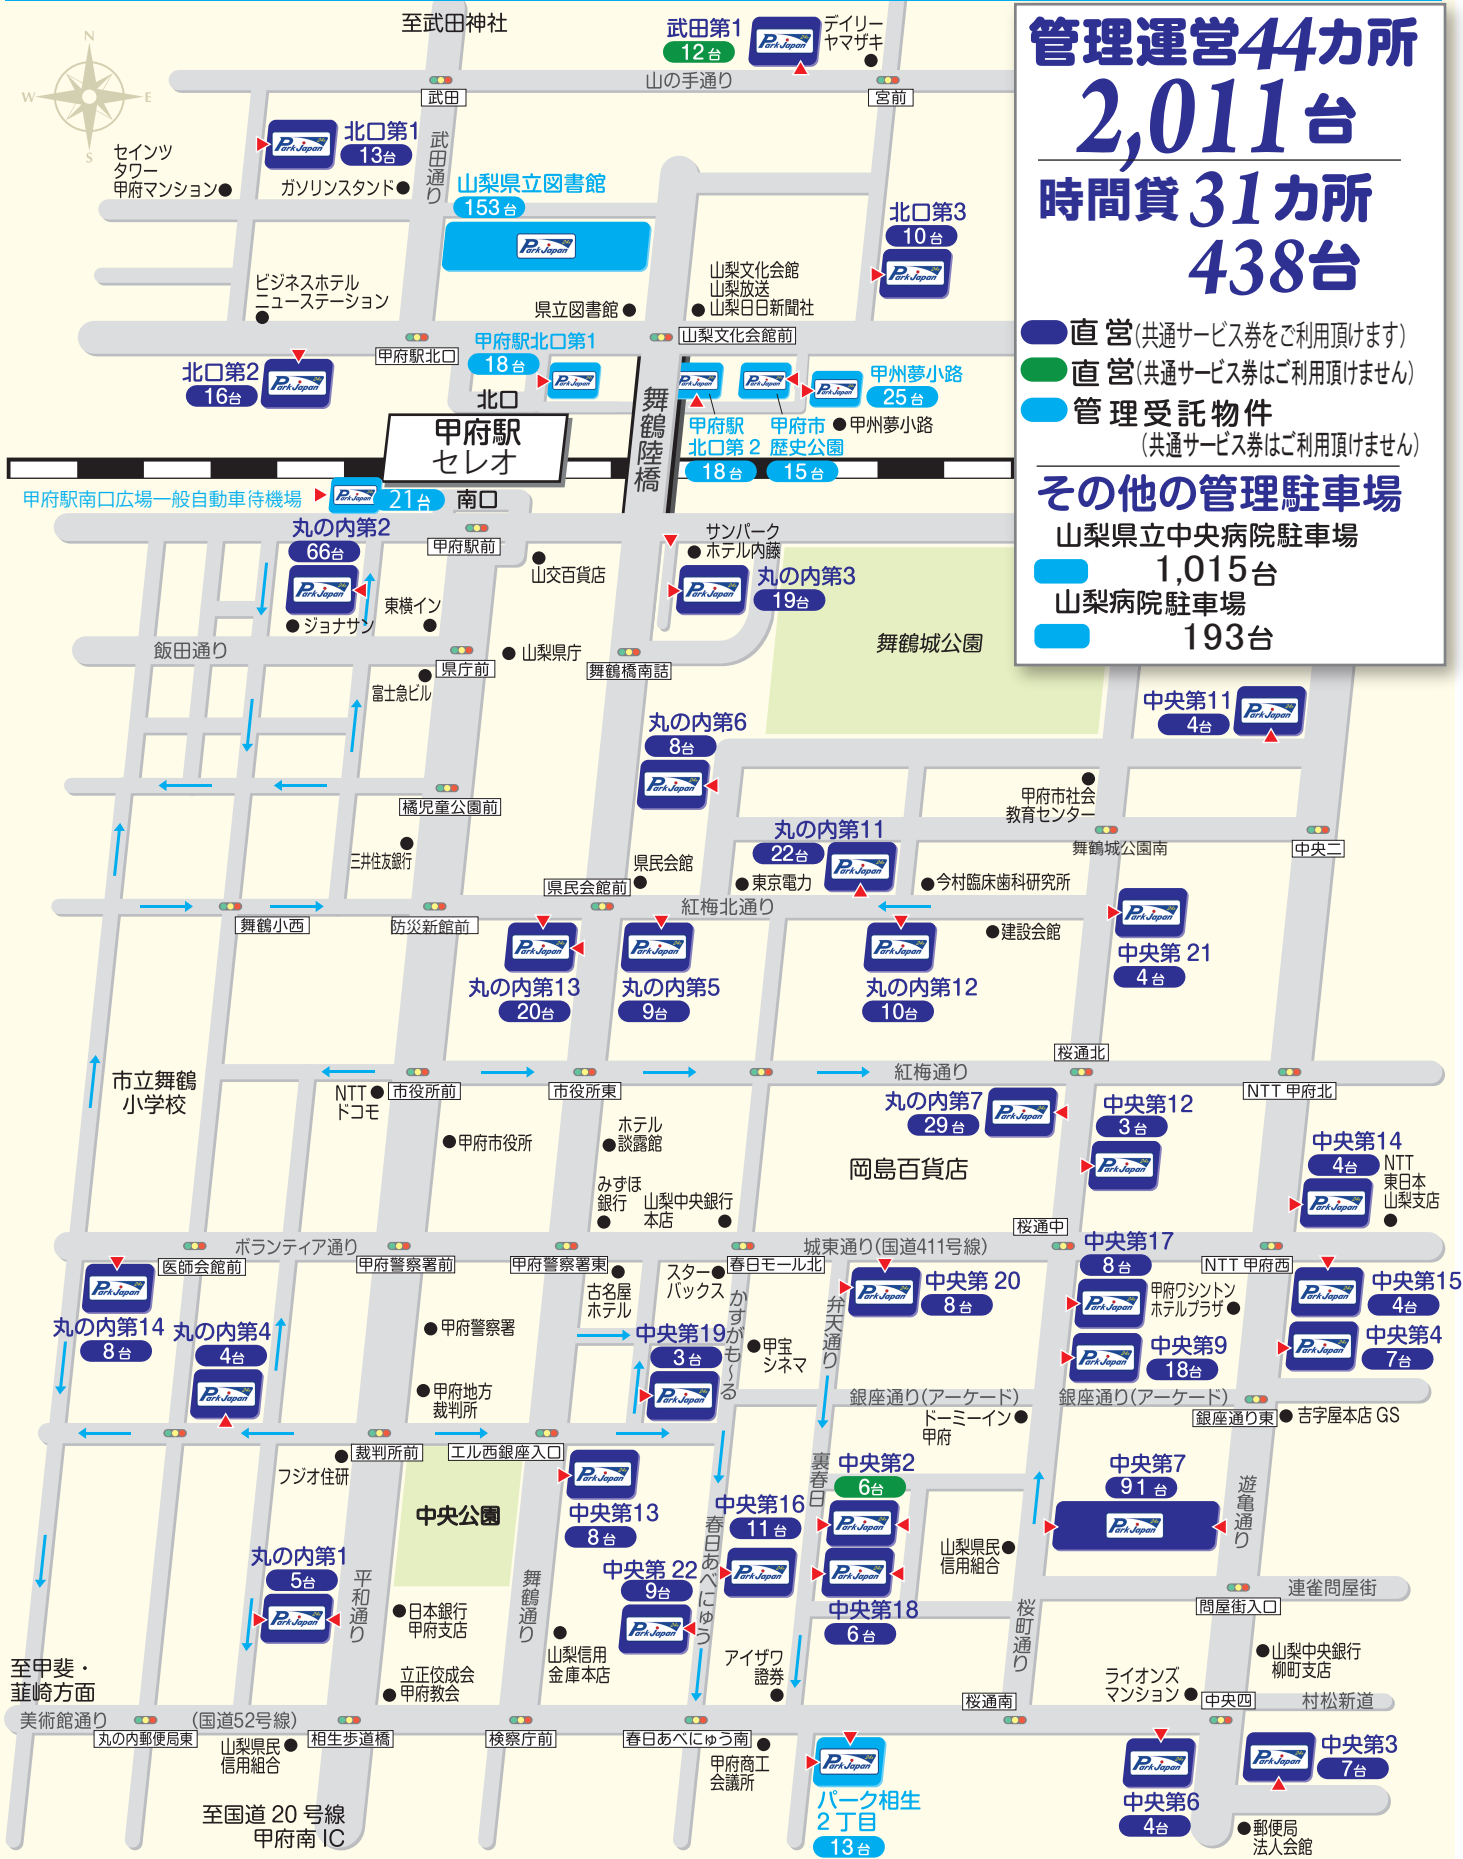 管理運営44カ所
2,011台
時間貸31カ所
438台
直営(共通サービス券をご利用頂けます)
直営(共通サービス券はご利用頂けません)
管理受託物件
(共通サービス券はご利用頂けません)
その他の管理駐車場
山梨県立中央病院駐車場
1,015台
山梨病院駐車場
193台
至武田神社
武田第1
12台
ParkJapan
デイリー
ヤマザキ
N
W
E
S
山の手通り
武田
宮前
北口第1
13台
ParkJapan
武田通り
セインツ
タワー
甲府マンション
ガソリンスタンド
山梨県立図書館
153台
ParkJapan
北口第3
10台
ParkJapan
ビジネスホテル
ニューステーション
県立図書館
山梨文化会館
山梨放送
山梨日日新聞社
甲府駅北口
山梨文化会館前
北口第2
16台
ParkJapan
甲府駅北口第1
18台
ParkJapan
北口
舞鶴陸橋
ParkJapan
ParkJapan
ParkJapan
甲州夢小路
25台
甲府駅
北口第2
18台
甲府市
歴史公園
15台
甲州夢小路
甲府駅
セレオ
甲府駅南口広場一般自動車待機場
ParkJapan
21台
南口
丸の内第2
66台
ParkJapan
甲府駅前
サンパーク
ホテル内藤
山交百貨店
丸の内第3
19台
ParkJapan
東横イン
ジョナサン
飯田通り
県庁前
山梨県庁
舞鶴橋南詰
舞鶴城公園
富士急ビル
丸の内第6
8台
ParkJapan
中央第11
4台
ParkJapan
橘児童公園前
甲府市社会
教育センター
丸の内第11
22台
ParkJapan
舞鶴城公園南
中央二
三井住友銀行
県民会館
県民会館前
東京電力
今村臨床歯科研究所
舞鶴小西
防災新館前
紅梅北通り
建設会館
ParkJapan
中央第21
4台
ParkJapan
丸の内第13
20台
ParkJapan
丸の内第5
9台
ParkJapan
丸の内第12
10台
桜通北
市立舞鶴
小学校
NTT
ドコモ
市役所前
市役所東
紅梅通り
NTT 甲府北
丸の内第7
29台
ParkJapan
中央第12
3台
ParkJapan
甲府市役所
ホテル
談露館
岡島百貨店
中央第14
4台
ParkJapan
NTT
東日本
山梨支店
みずほ
銀行
山梨中央銀行
本店
桜通中
ボランティア通り
城東通り(国道411号線)
医師会館前
甲府警察署前
甲府警察署東
春日モール北
NTT 甲府西
ParkJapan
丸の内第14
8台
丸の内第4
4台
ParkJapan
古名屋
ホテル
スター
バックス
かすがも〜る
弁天通り
ParkJapan
中央第20
8台
中央第17
8台
ParkJapan
甲府ワシントン
ホテルプラザ
ParkJapan
中央第15
4台
甲府警察署
中央第19
3台
ParkJapan
甲宝
シネマ
ParkJapan
中央第9
18台
ParkJapan
中央第4
7台
甲府地方
裁判所
銀座通り(アーケード)
銀座通り(アーケード)
銀座通り東
吉字屋本店GS
ドーミーイン
甲府
裁判所前
エル西銀座入口
フジオ住研
中央公園
ParkJapan
中央第13
8台
裏春日
中央第2
6台
ParkJapan
中央第7
91台
ParkJapan
遊亀通り
中央第16
11台
ParkJapan
春日あべにゅう
山梨県民
信用組合
丸の内第1
5台
ParkJapan
平和通り
日本銀行
甲府支店
舞鶴通り
中央第22
9台
ParkJapan
ParkJapan
中央第18
6台
連雀問屋街
問屋街入口
桜町通り
山梨信用
金庫本店
アイザワ
證券
山梨中央銀行
柳町支店
至甲斐・
韮崎方面
立正佼成会
甲府教会
ライオンズ
マンション
桜通南
中央四
村松新道
美術館通り
(国道52号線)
丸の内郵便局東
山梨県民
信用組合
相生歩道橋
検察庁前
春日あべにゅう南
甲府商工
会議所
ParkJapan
パーク相生
2丁目
13台
ParkJapan
中央第6
4台
ParkJapan
中央第3
7台
至国道20号線
甲府南IC
郵便局
法人会館